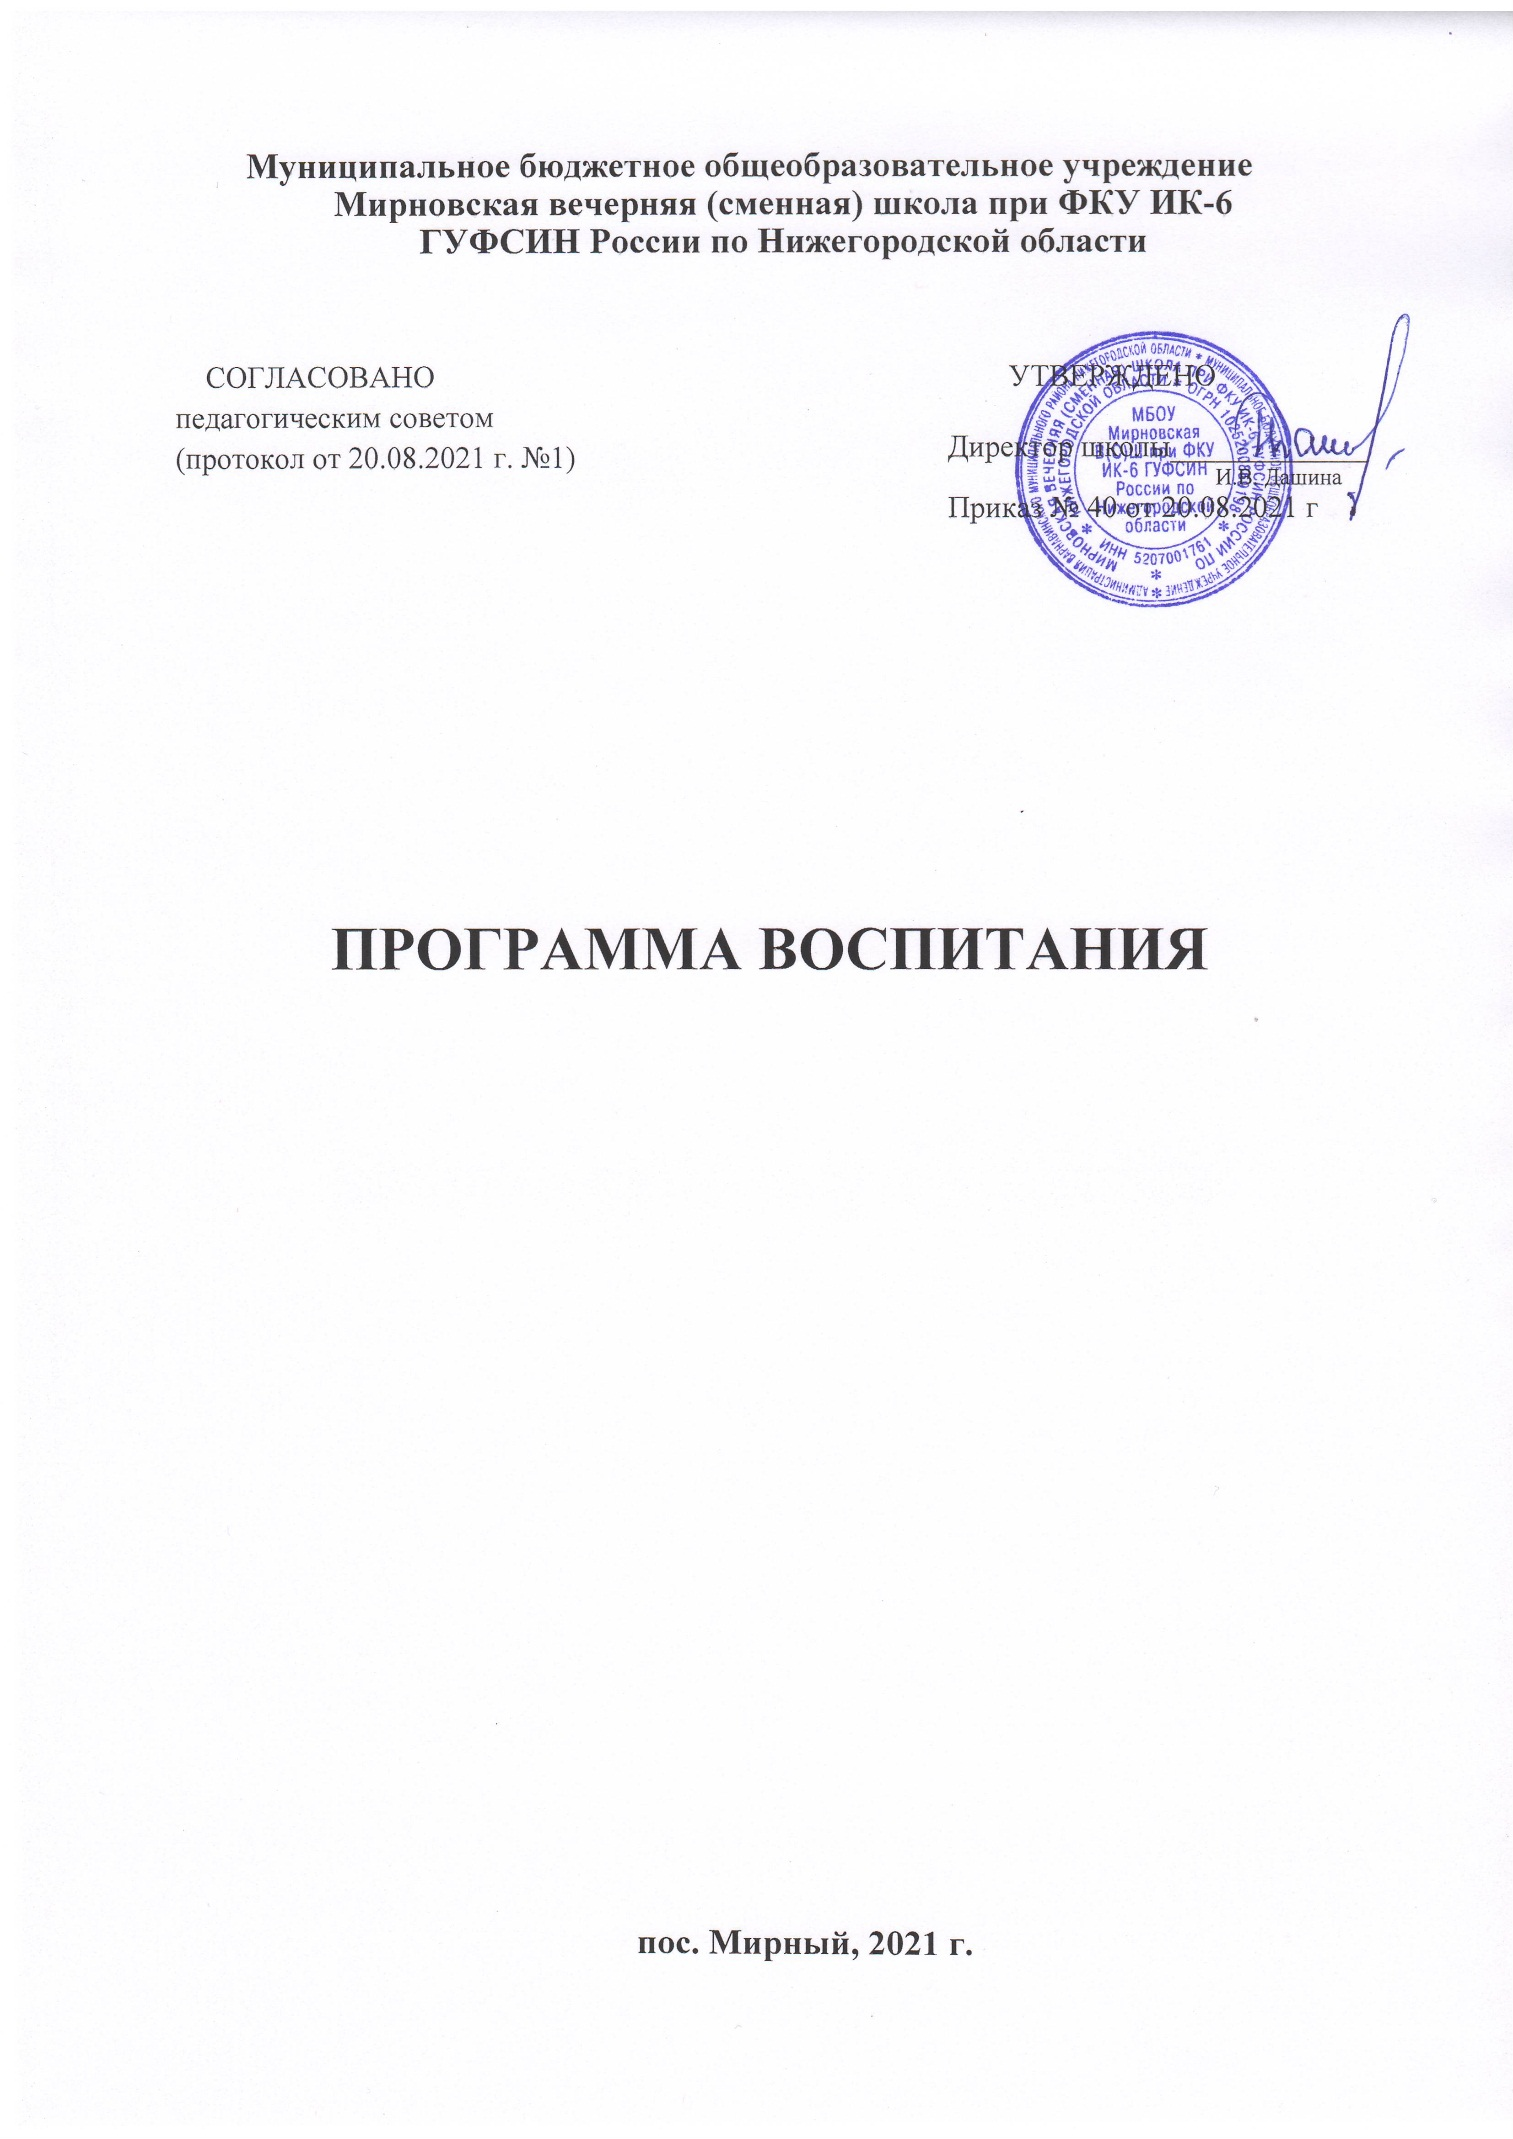 Муниципальное бюджетное общеобразовательное учреждение
Мирновская вечерняя (сменная) школа при ФКУ ИК-6
ГУФСИН России по Нижегородской области
СОГЛАСОВАНО
педагогическим советом
(протокол от 20.08.2021 г. №1)
УТВЕРЖДЕНО
Директор школы
И.В. Дашина
Приказ № 40 от 20.08.2021 г
МБОУ
Мирновская
В(С)Ш при ФКУ
ИК-6 ГУФСИН
России по
Нижегородской
области
ИНН 5207001761
ПРОГРАММА ВОСПИТАНИЯ
пос. Мирный, 2021 г.